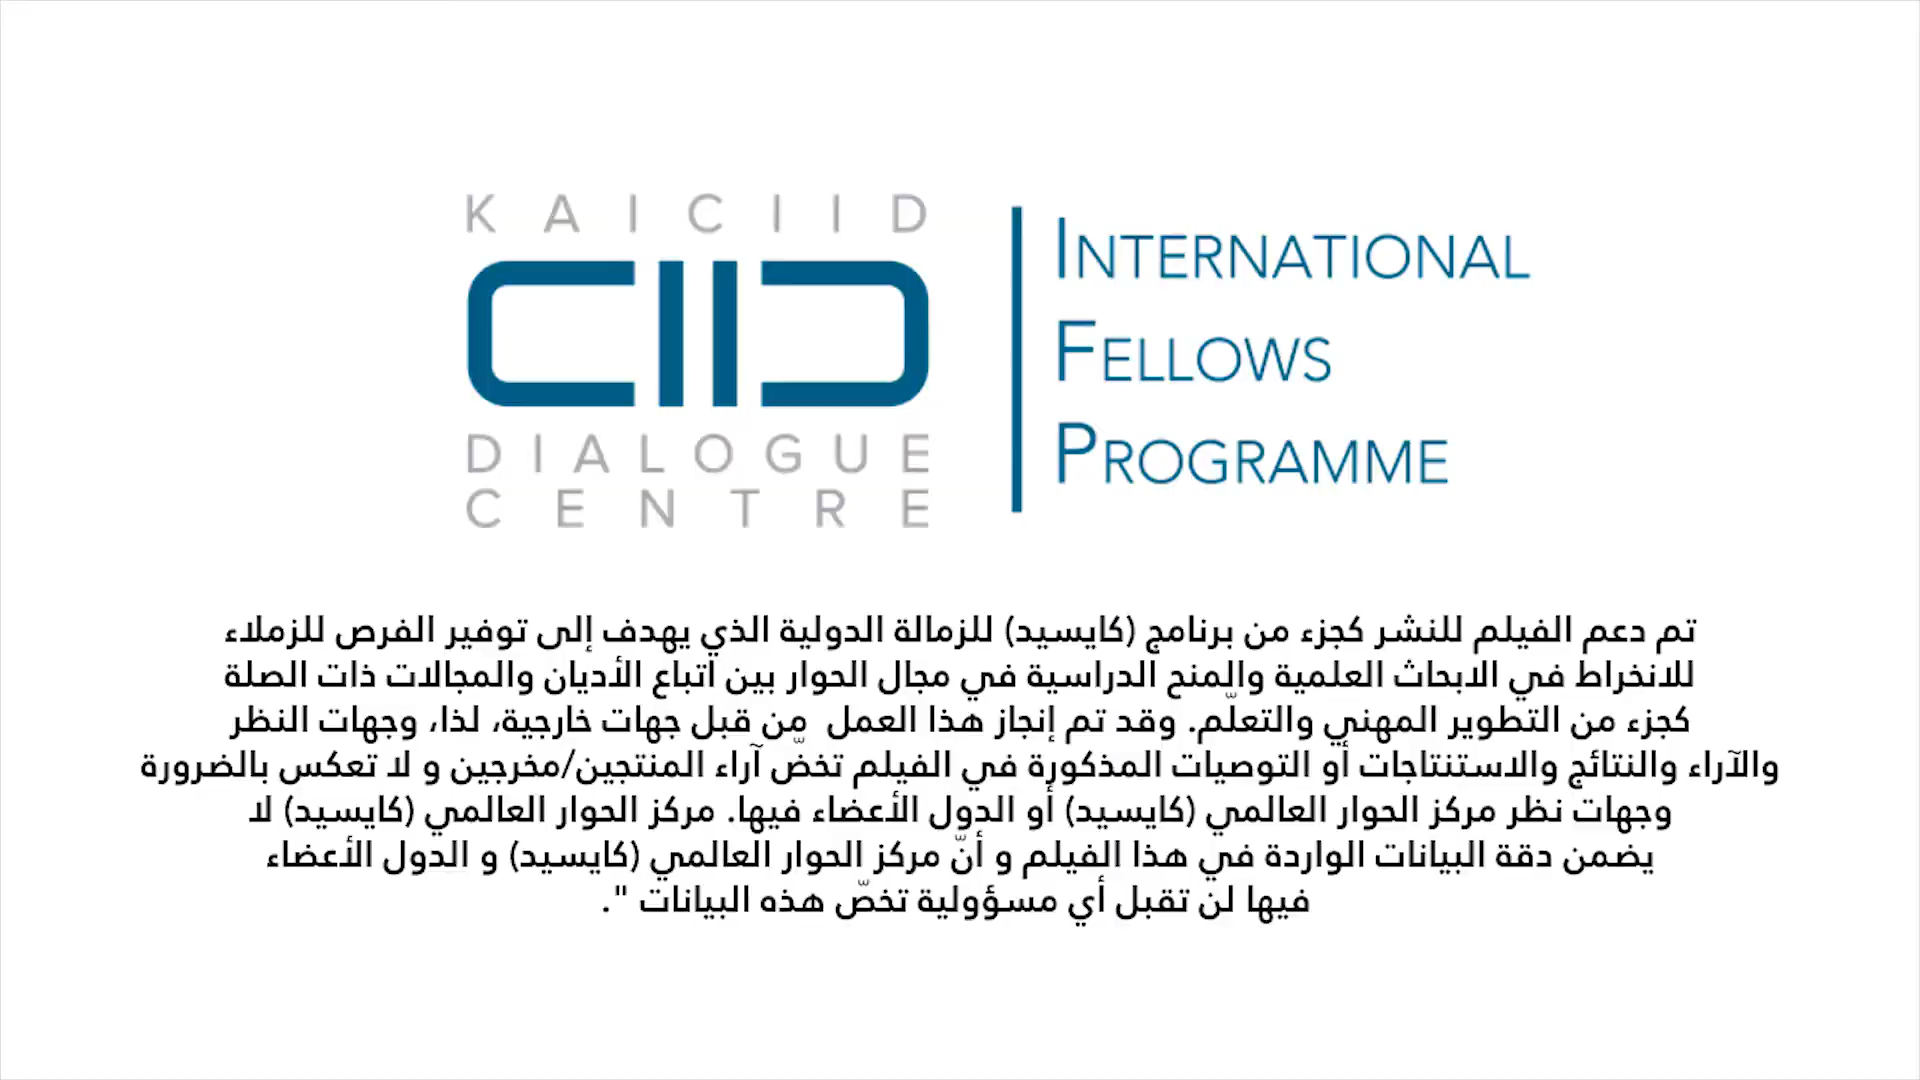 KAICIID
CIID
DIALOGUE
CENTRE
INTERNATIONAL
FELLOWS
PROGRAMME
تم دعم الفيلم للنشر كجزء من برنامج (كايسيد) للزمالة الدولية الذي يهدف إلى توفير الفرص للزملاء
للانخراط في الابحاث العلمية والمنح الدراسية في مجال الحوار بين اتباع الأديان والمجالات ذات الصلة
كجزء من التطوير المهني والتعلّم. وقد تم إنجاز هذا العمل من قبل جهات خارجية، لذا، وجهات النظر
والآراء والنتائج والاستنتاجات أو التوصيات المذكورة في الفيلم تخصّ آراء المنتجين/مخرجين و لا تعكس بالضرورة
وجهات نظر مركز الحوار العالمي (كايسيد) أو الدول الأعضاء فيها. مركز الحوار العالمي (كايسيد) لا
يضمن دقة البيانات الواردة في هذا الفيلم و أنّ مركز الحوار العالمي (كايسيد) و الدول الأعضاء
فيها لن تقبل أي مسؤولية تخصّ هذه البيانات ".